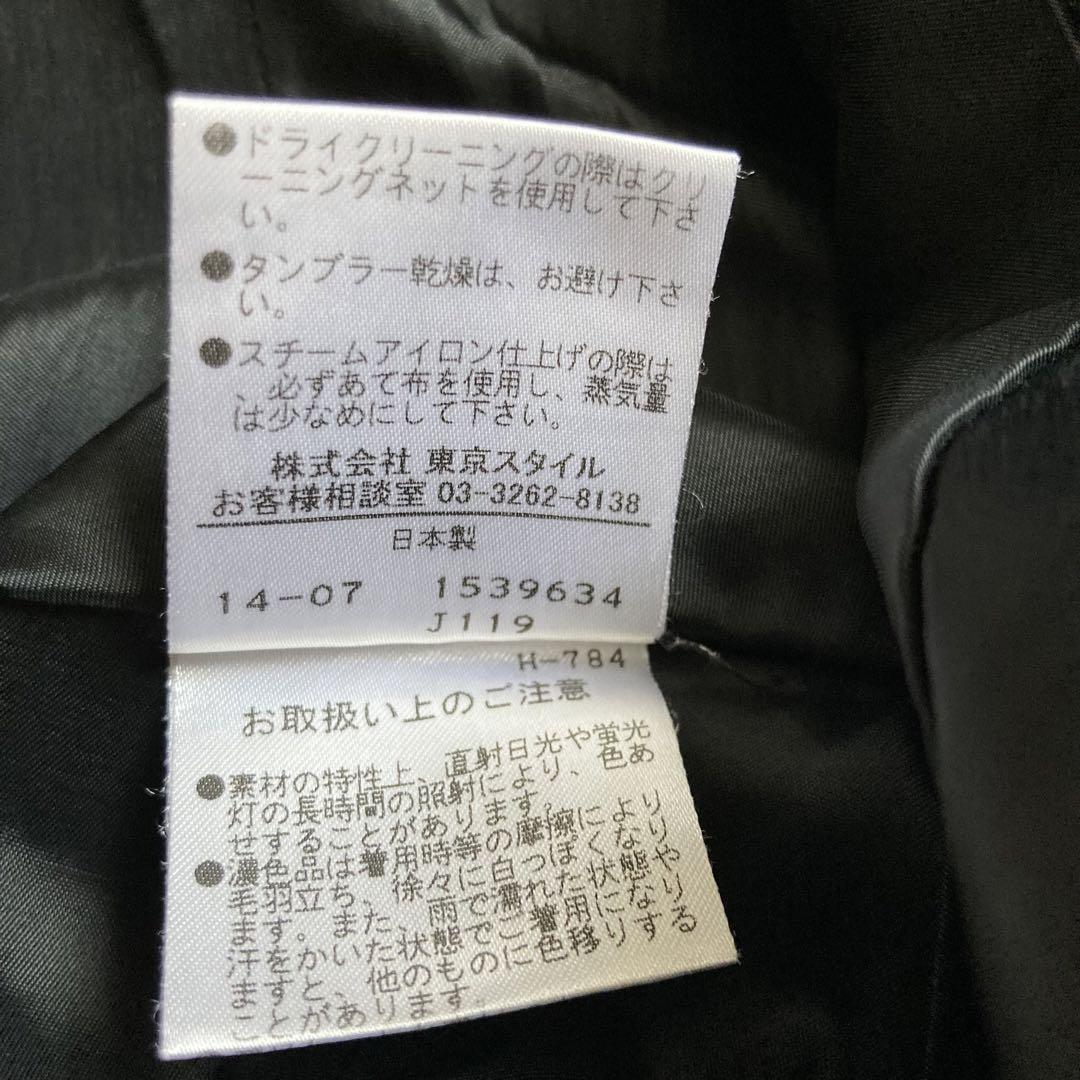 ●ドライクリーニングの際はクリ
ーニングネットを使用して下さ
い。
●タンブラー乾燥は、お避け下さ
い。
●スチームアイロン仕上げの際は
、必ずあて布を使用し、蒸気量
は少なめにして下さい。
株式会社 東京スタイル
お客様相談室 03-3262-8138
日本製
14-07 1539634
J119
H-784
お取扱い上のご注意
●素材の特性上、直射日光や蛍光
灯の長時間の照射により、色あ
せすることがあります。
●濃色品は、着用時等の摩擦により
毛羽立ち、徐々に白っぽくなり
ます。また、雨で濡れた状態や
汗をかいた状態でご着用になり
ますと、他のものに色移りする
ことがあります。